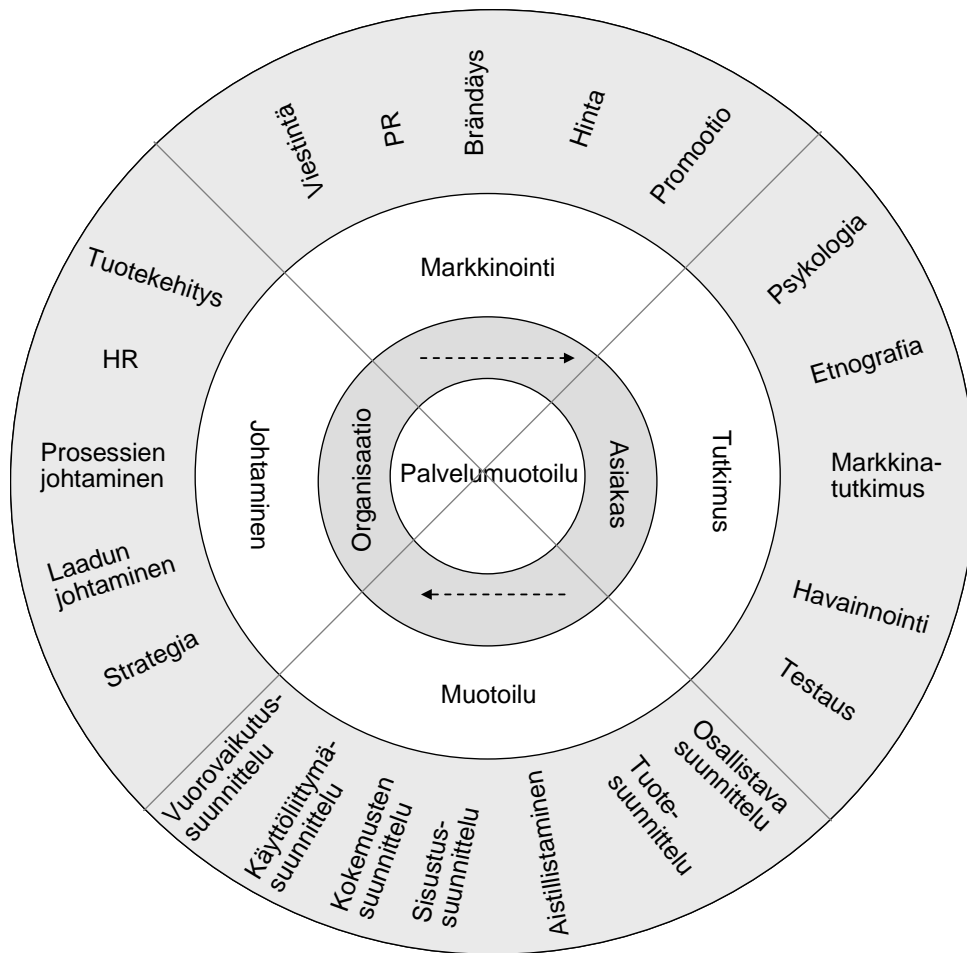 Viestintä
PR
Brändäys
Hinta
Promootio
Psykologia
Etnografia
Markkina-
tutkimus
Havainnointi
Testaus
Osallistava
suunnittelu
Tuote-
suunnittelu
Aistillistaminen
Sisustus-
suunnittelu
Kokemusten
suunnittelu
Käyttöliittymä-
suunnittelu
Vuorovaikutus-
suunnittelu
Strategia
Laadun
johtaminen
Prosessien
johtaminen
HR
Tuotekehitys
Markkinointi
Tutkimus
Muotoilu
Johtaminen
Organisaatio
Asiakas
Palvelumuotoilu